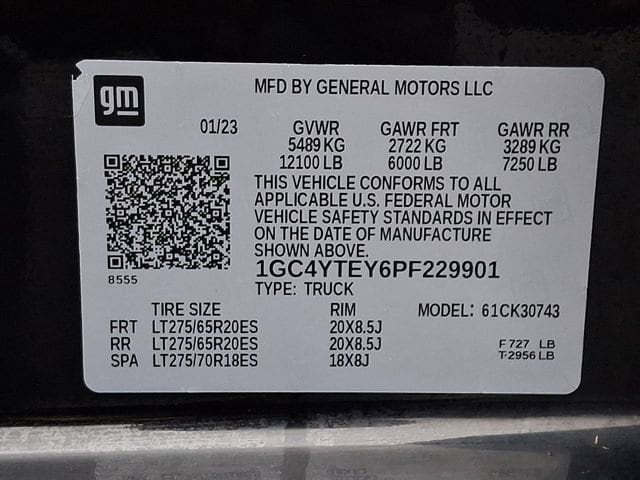 gm
MFD BY GENERAL MOTORS LLC
01/23 GVWR GAWR FRT GAWR RR
5489 KG 2722 KG 3289 KG
12100 LB 6000 LB 7250 LB
THIS VEHICLE CONFORMS TO ALL
APPLICABLE U.S. FEDERAL MOTOR
VEHICLE SAFETY STANDARDS IN EFFECT
ON THE DATE OF MANUFACTURE
SHOWN ABOVE.
8555
1GC4YTEY6PF229901
TYPE: TRUCK
TIRE SIZE RIM MODEL: 61CK30743
FRT LT275/65R20ES 20X8.5J
RR LT275/65R20ES 20X8.5J F 727 LB
SPA LT275/70R18ES 18X8J T 2956 LB